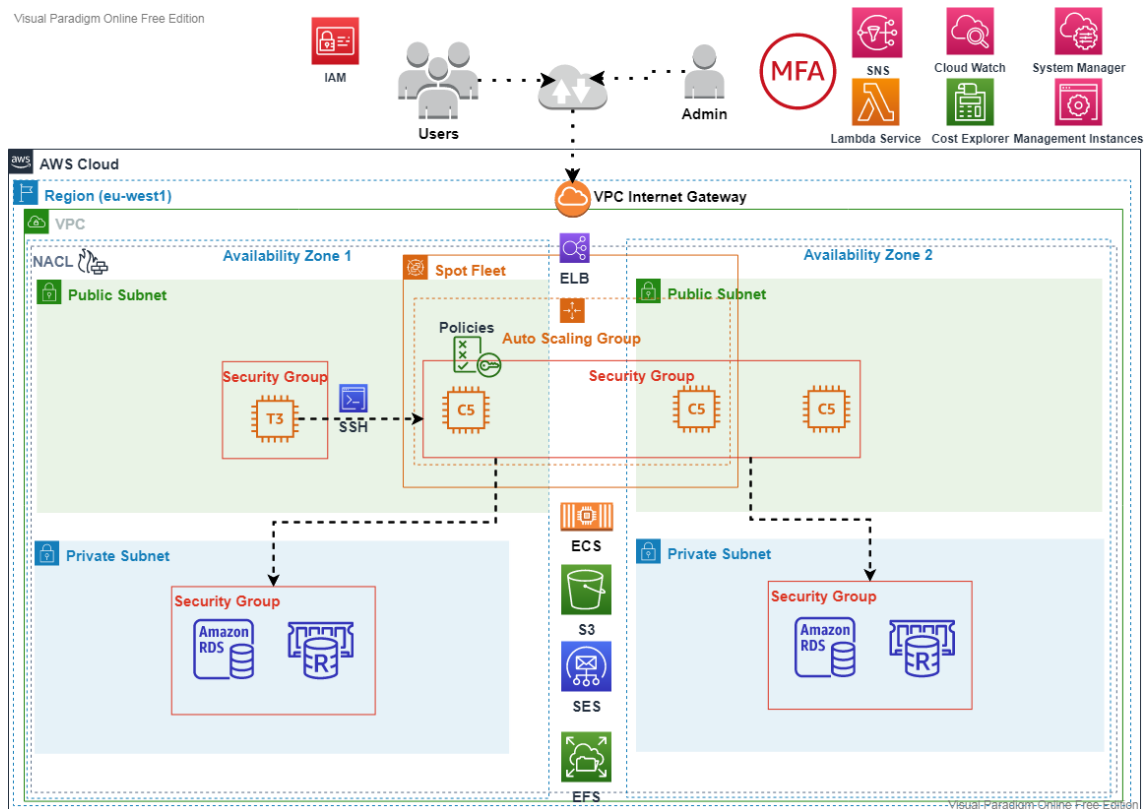 Visual Paradigm Online Free Edition
IAM
Users
Admin
MFA
SNS
Cloud Watch
System Manager
Lambda Service
Cost Explorer
Management Instances
aws
AWS Cloud
Region (eu-west1)
VPC Internet Gateway
VPC
NACL
Availability Zone 1
ELB
Availability Zone 2
Spot Fleet
Public Subnet
Public Subnet
Policies
Auto Scaling Group
Security Group
Security Group
T3
SSH
C5
C5
C5
ECS
Private Subnet
Private Subnet
Security Group
Amazon
RDS
R
S3
Security Group
Amazon
RDS
R
SES
EFS
Visual Paradigm Online Free Edition